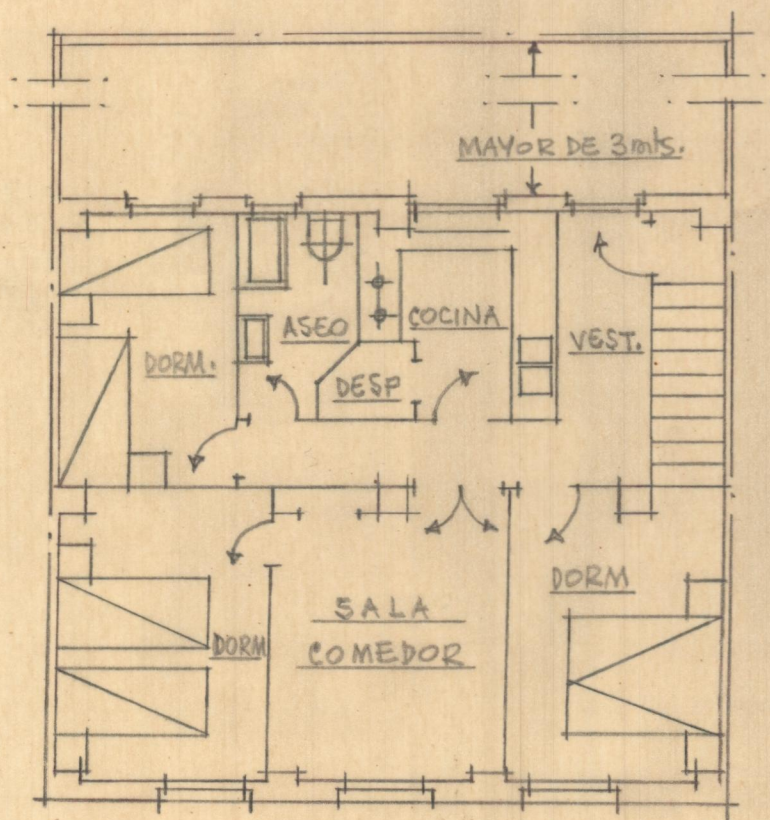 MAYOR DE 3mts.
ASEO
COCINA
VEST.
DORM.
DESP
DORM
SALA
COMEDOR
DORM